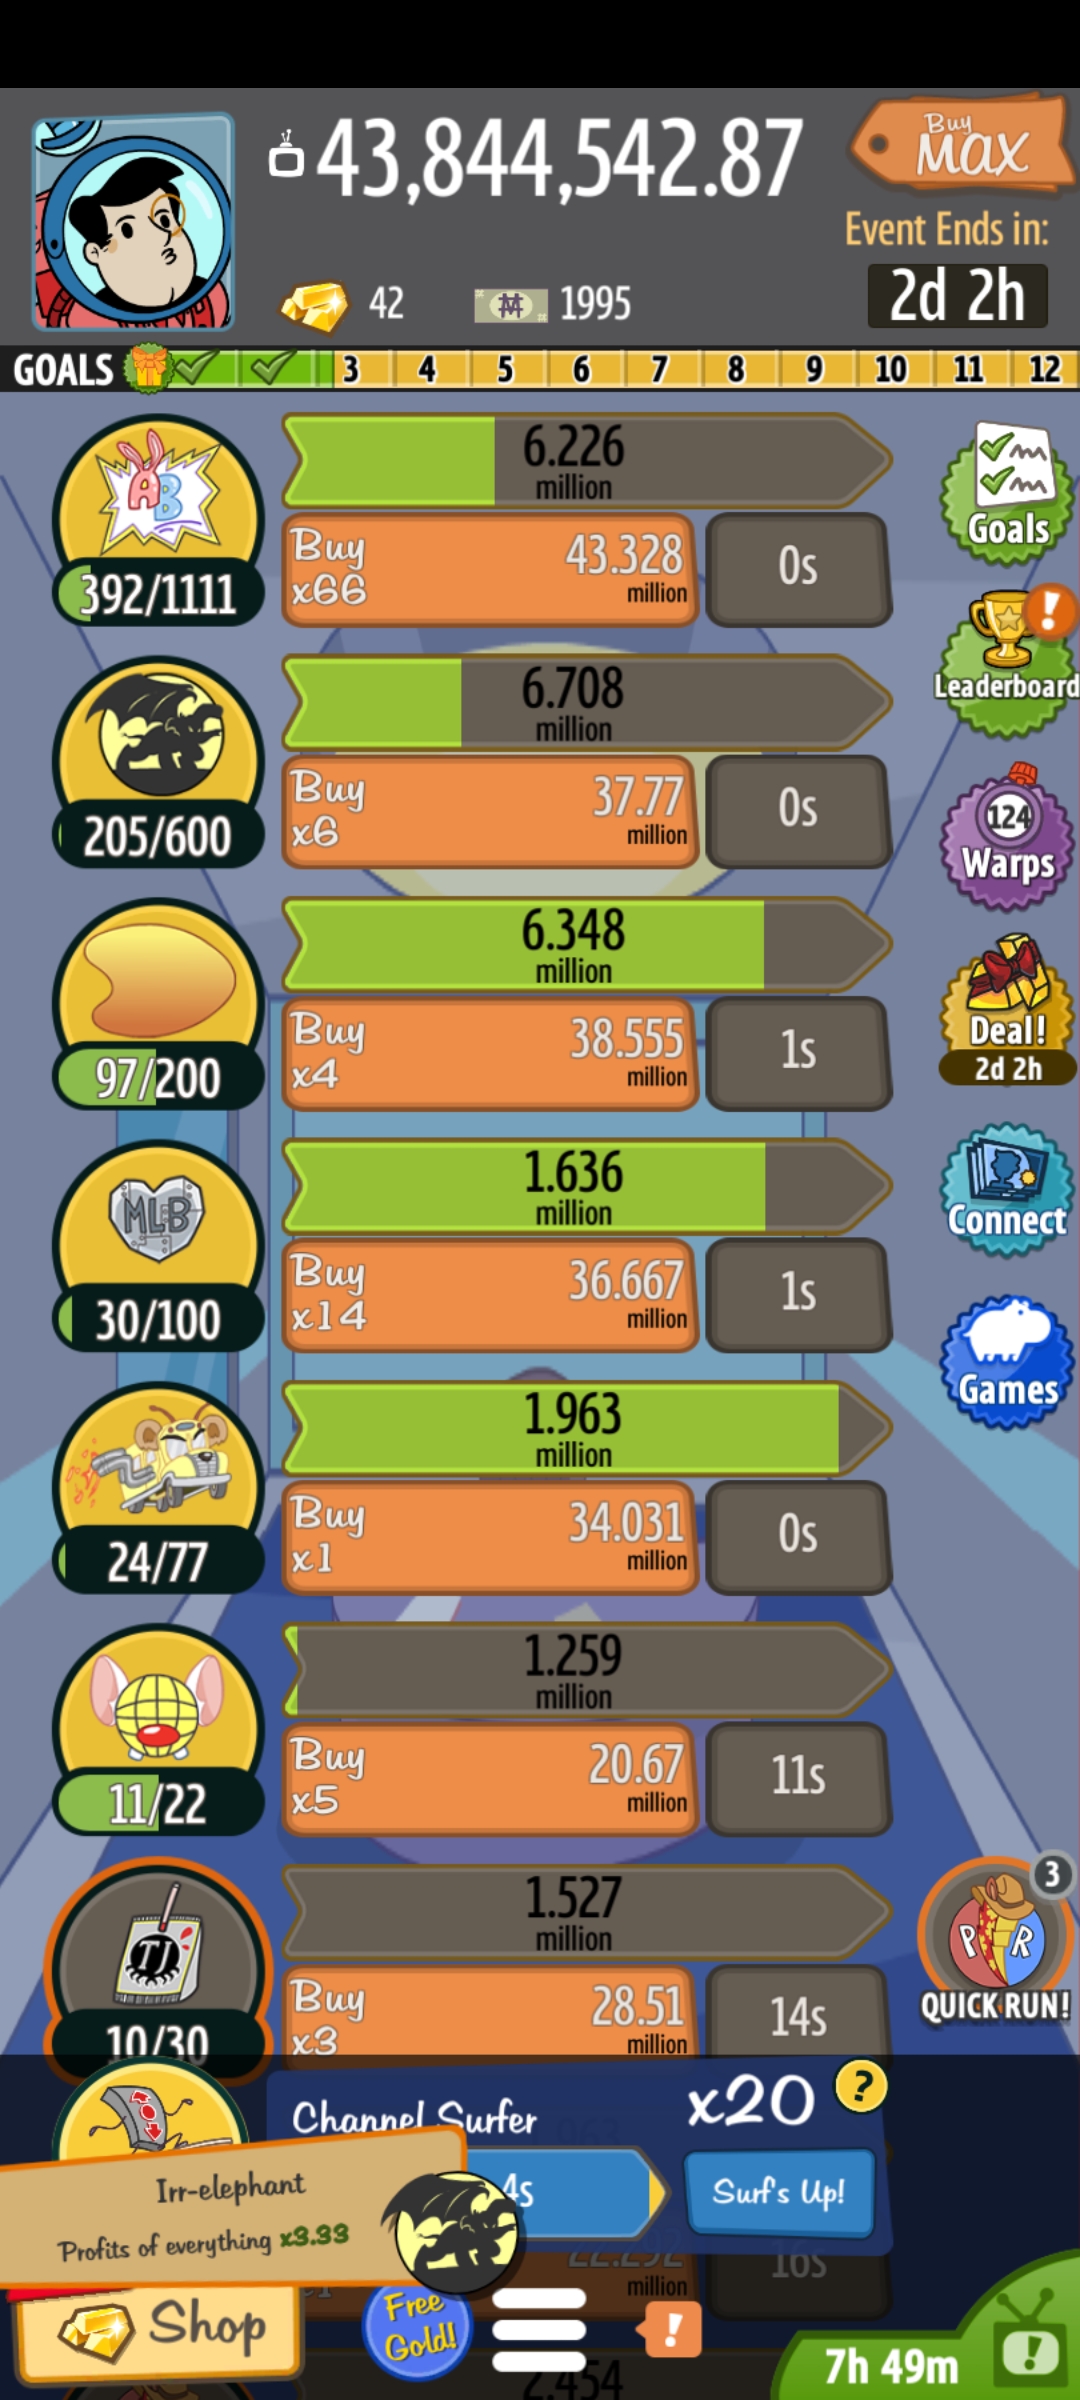 43,844,542.87
Buy
MAX
Event Ends in:
42
1995
2d 2h
GOALS 3 4 5 6 7 8 9 10 11 12
AB
392/1111
6.226
million
Buy
x66
43.328
million
0s
Goals
Leaderboard
205/600
6.708
million
Buy
x6
37.77
million
0s
124
Warps
97/200
6.348
million
Buy
x4
38.555
million
1s
Deal!
2d 2h
MLB
30/100
1.636
million
Buy
x14
36.667
million
1s
Connect
24/77
1.963
million
Buy
x1
34.031
million
0s
Games
11/22
1.259
million
Buy
x5
20.67
million
11s
TJ
10/30
1.527
million
Buy
x3
28.51
million
14s
3
P R
QUICK RUN!
Channel Surfer
x20
?
4s
Surf's Up!
Irr-elephant
Profits of everything x3.33
22.292
million
16s
Shop
Free
Gold!
!
7h 49m
!
2.454